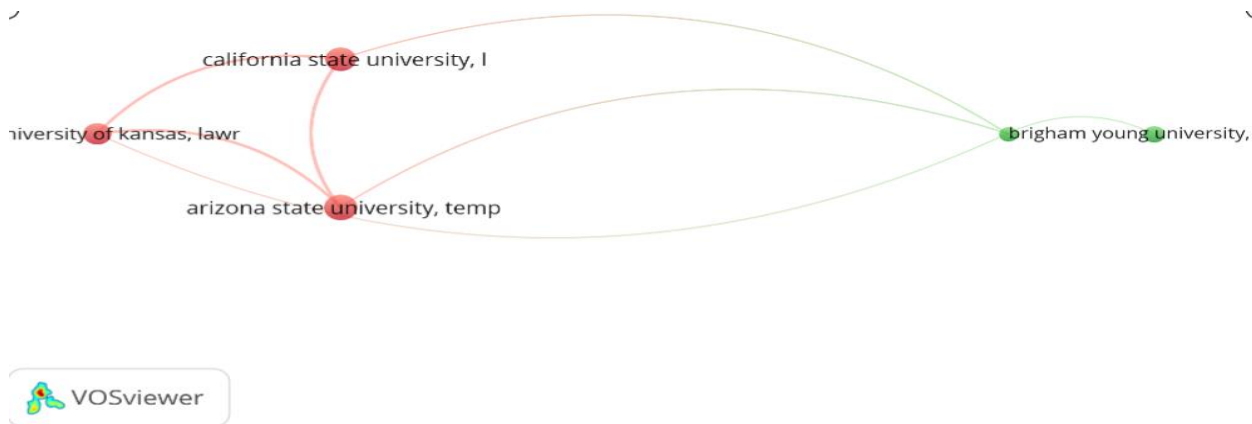 california state university, l
niversity of kansas, lawr
brigham young university,
arizona state university, temp
VOSviewer